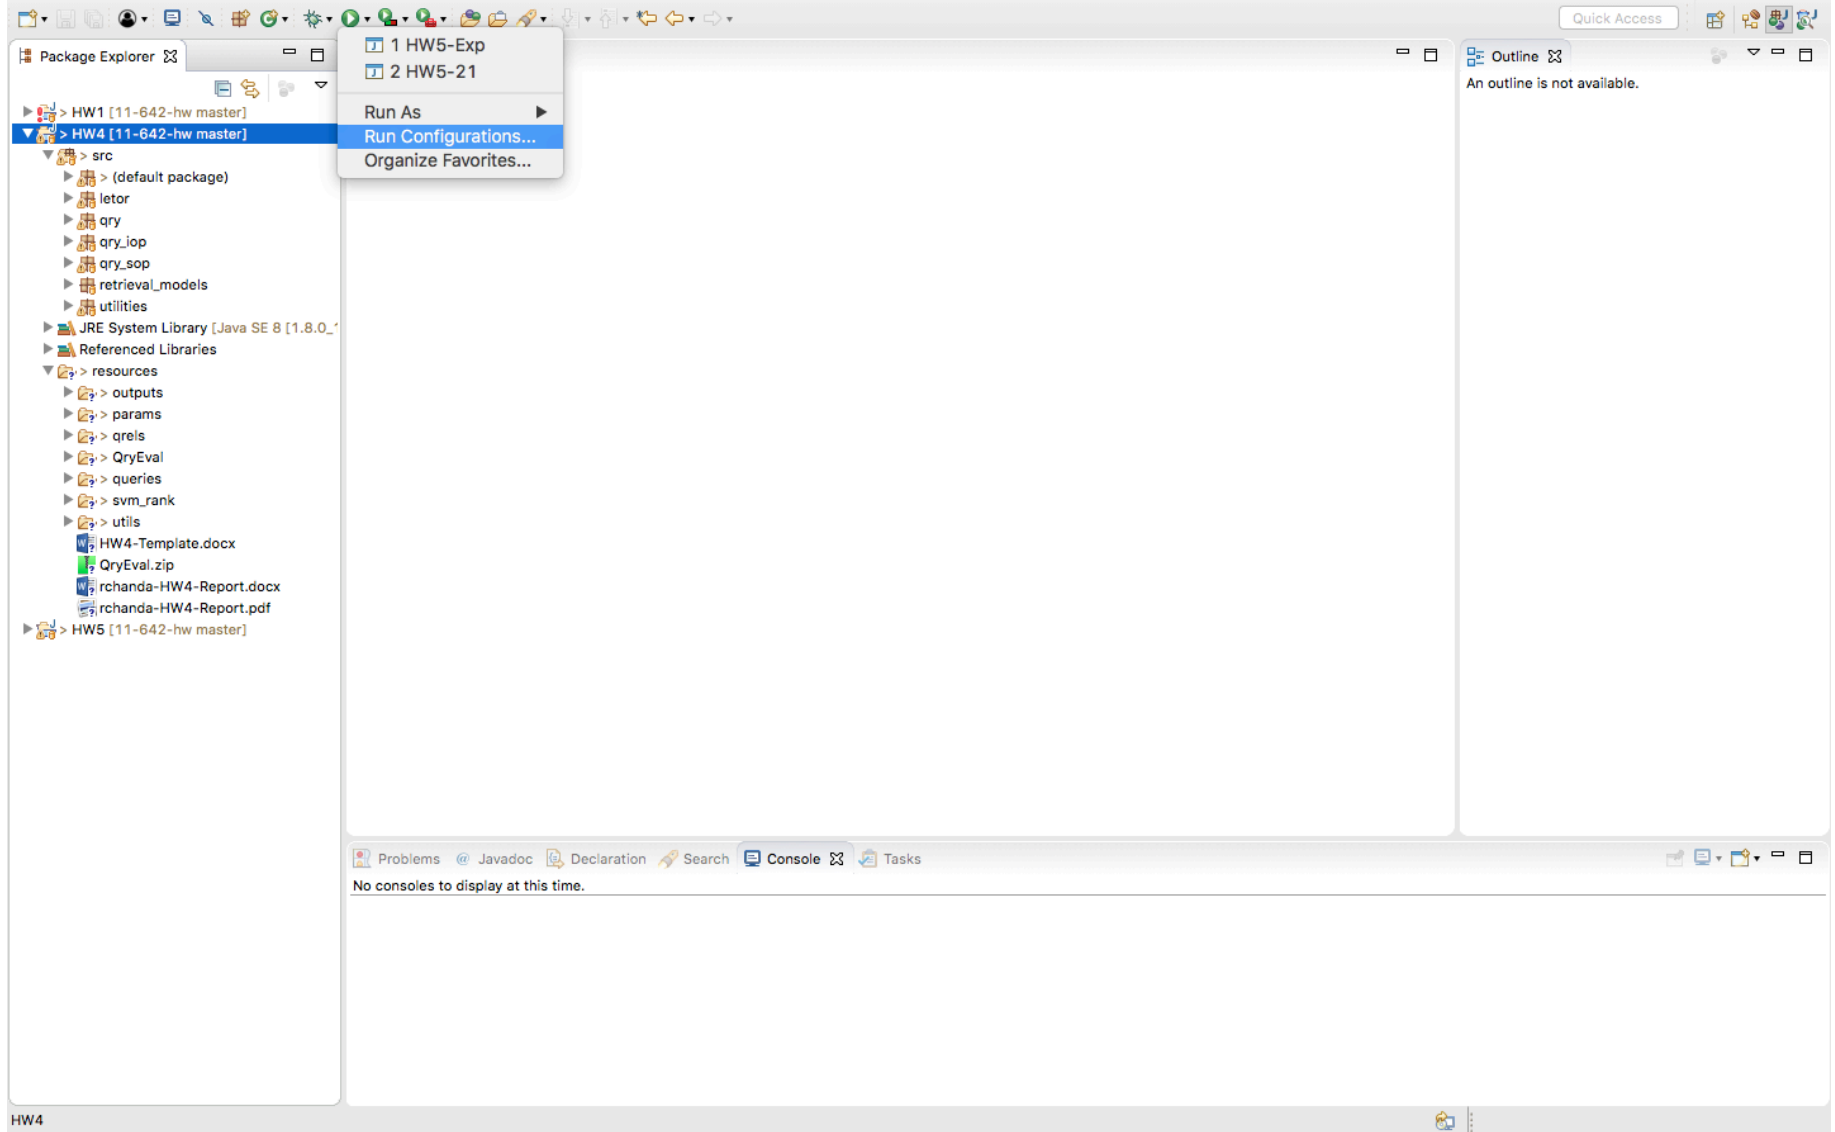 Quick Access
Package Explorer
1 HW5-Exp
2 HW5-21
Run As
Run Configurations...
Organize Favorites...
Outline
An outline is not available.
> HW1 [11-642-hw master]
> HW4 [11-642-hw master]
> src
> (default package)
letor
qry
qry_iop
qry_sop
retrieval_models
utilities
JRE System Library [Java SE 8 [1.8.0_1
Referenced Libraries
> resources
> outputs
> params
> qrels
> QryEval
> queries
> svm_rank
> utils
HW4-Template.docx
QryEval.zip
rchanda-HW4-Report.docx
rchanda-HW4-Report.pdf
> HW5 [11-642-hw master]
Problems @ Javadoc Declaration Search Console Tasks
No consoles to display at this time.
HW4